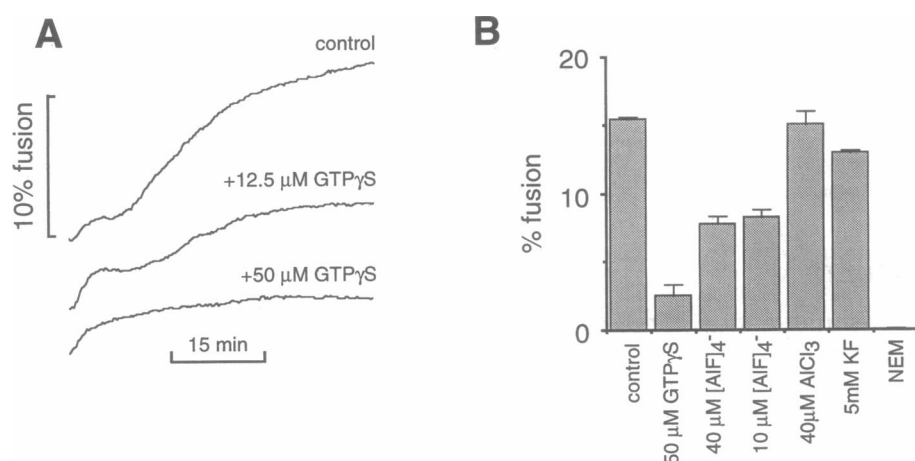 A
control
10% fusion
+12.5 μM GTPγS
+50 μM GTPγS
15 min
B
20
10
0
% fusion
control
50 μM GTPγS
40 μM [AlF]4-
10 μM [AlF]4-
40μM AlCl3
5mM KF
NEM